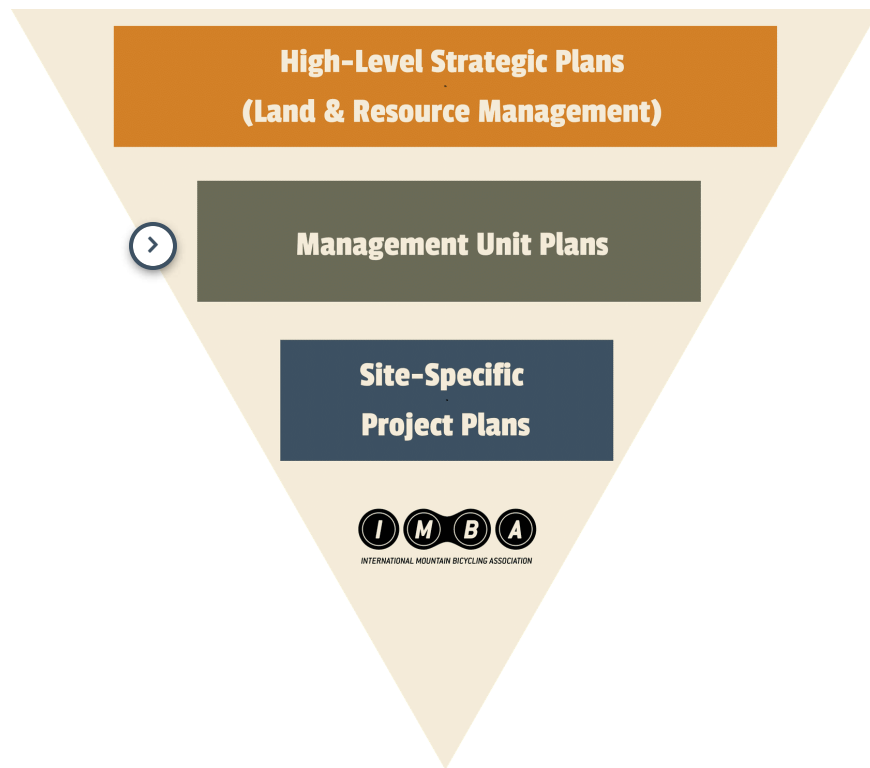 High-Level Strategic Plans
(Land & Resource Management)
Management Unit Plans
Site-Specific
Project Plans
IMBA
INTERNATIONAL MOUNTAIN BICYCLING ASSOCIATION